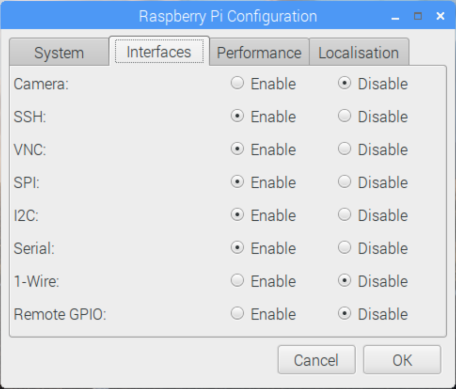 Raspberry Pi Configuration
System Interfaces Performance Localisation
Camera: Enable Disable
SSH: Enable Disable
VNC: Enable Disable
SPI: Enable Disable
I2C: Enable Disable
Serial: Enable Disable
1-Wire: Enable Disable
Remote GPIO: Enable Disable
Cancel OK